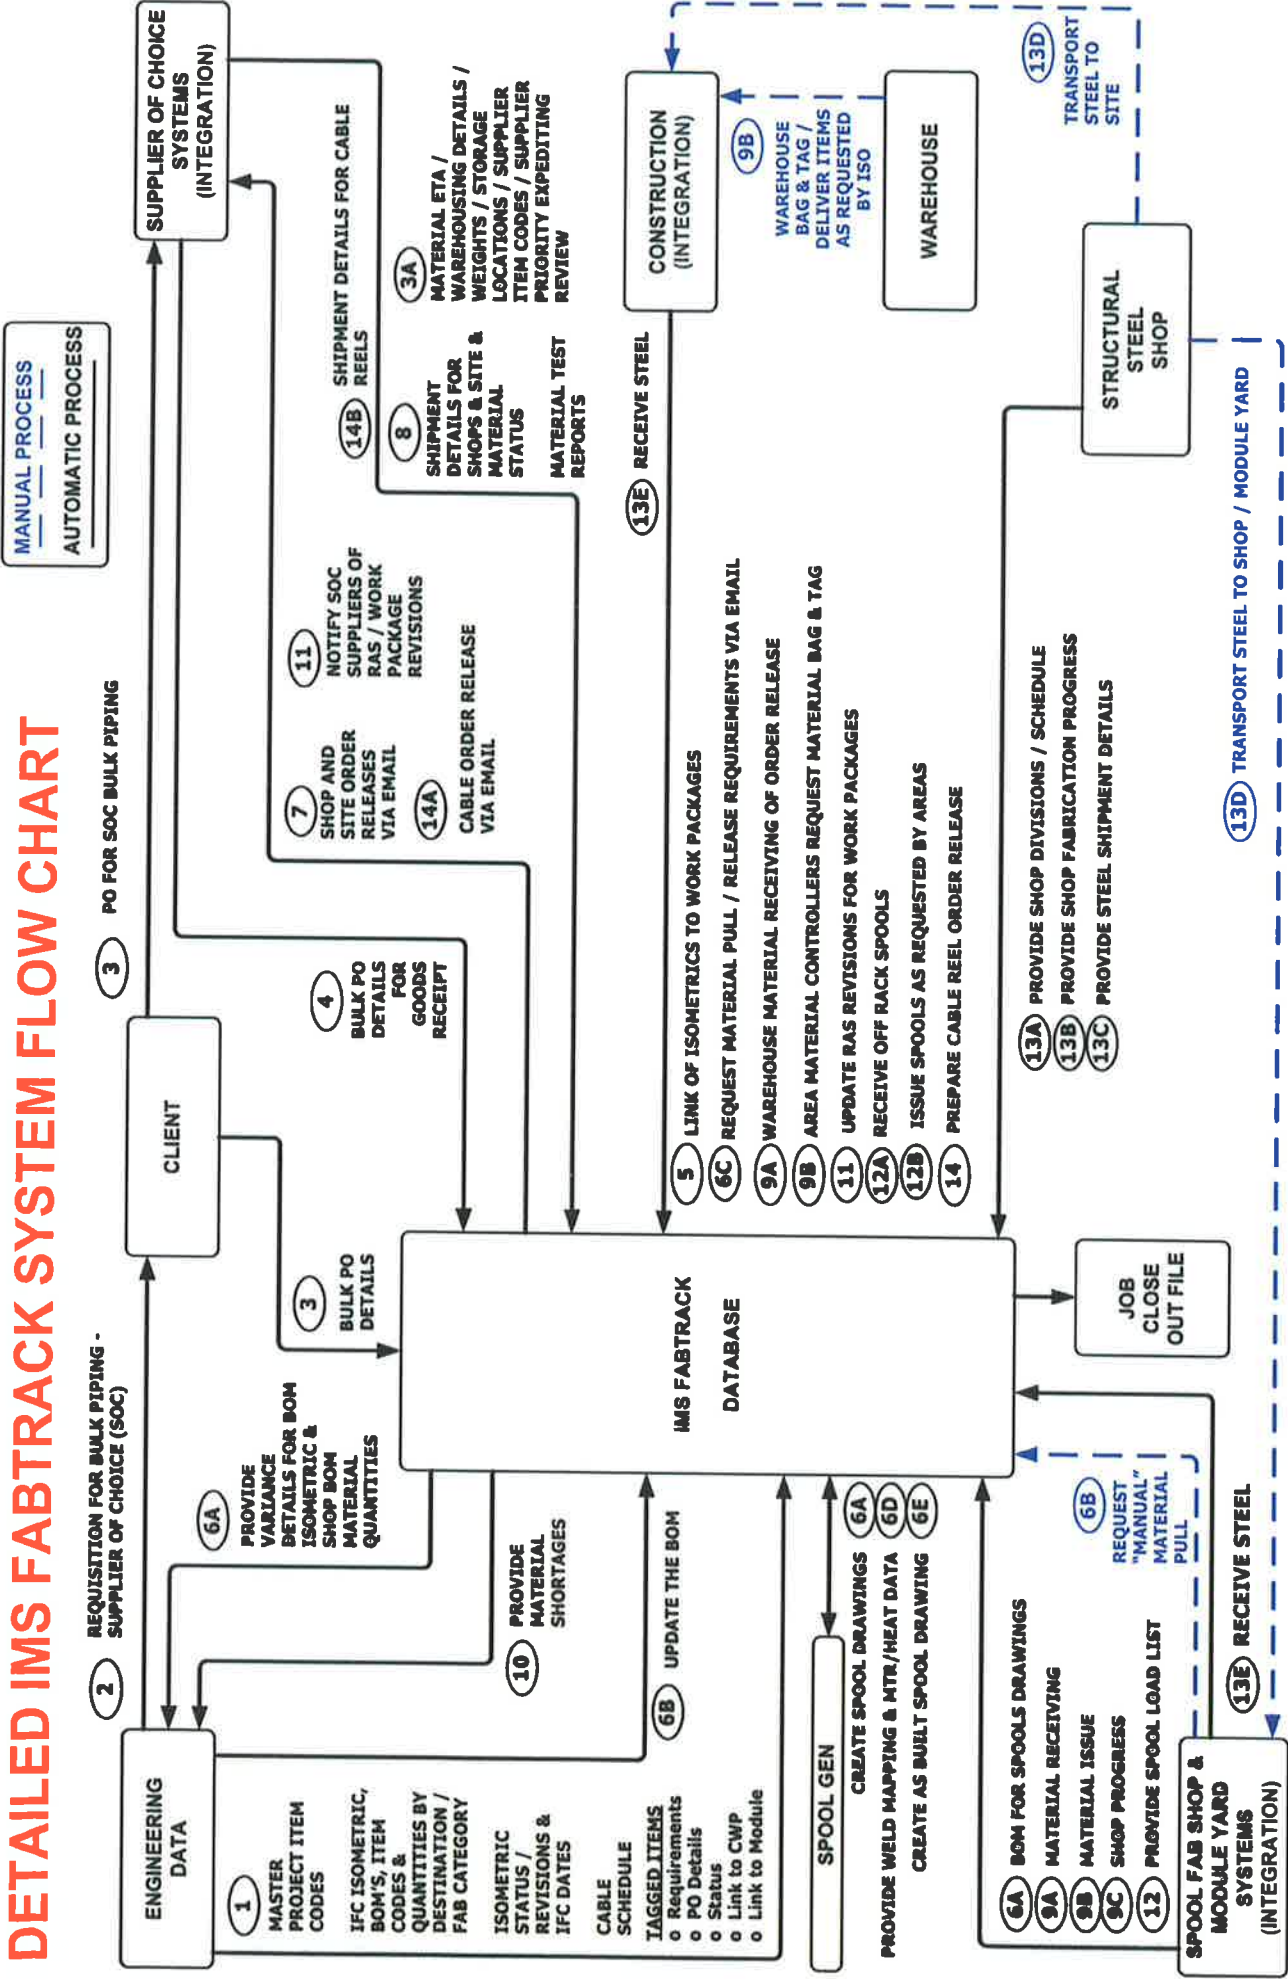 DETAILED IMS FABTRACK SYSTEM FLOW CHART
MANUAL PROCESS
AUTOMATIC PROCESS
ENGINEERING
DATA
2
REQUISITION FOR BULK PIPING -
SUPPLIER OF CHOICE (SOC)
CLIENT
3
PO FOR SOC BULK PIPING
SUPPLIER OF CHOICE
SYSTEMS
(INTEGRATION)
1
MASTER
PROJECT ITEM
CODES
IFC ISOMETRIC,
BOM'S, ITEM
CODES &
QUANTITIES BY
DESTINATION /
FAB CATEGORY
ISOMETRIC
STATUS /
REVISIONS &
IFC DATES
CABLE
SCHEDULE
TAGGED ITEMS
o Requirements
o PO Details
o Status
o Link to CWP
o Link to Module
6A
PROVIDE
VARIANCE
DETAILS FOR BOM
ISOMETRIC &
SHOP BOM
MATERIAL
QUANTITIES
10
PROVIDE
MATERIAL
SHORTAGES
6B
UPDATE THE BOM
3
BULK PO
DETAILS
4
BULK PO
DETAILS
FOR
GOODS
RECEIPT
7
SHOP AND
SITE ORDER
RELEASES
VIA EMAIL
11
NOTIFY SOC
SUPPLIERS OF
RAS / WORK
PACKAGE
REVISIONS
14A
CABLE ORDER RELEASE
VIA EMAIL
14B
SHIPMENT DETAILS FOR CABLE
REELS
8
SHIPMENT
DETAILS FOR
SHOPS & SITE &
MATERIAL
STATUS
MATERIAL TEST
REPORTS
3A
MATERIAL ETA /
WAREHOUSING DETAILS /
WEIGHTS / STORAGE
LOCATIONS / SUPPLIER
ITEM CODES / SUPPLIER
PRIORITY EXPEDITING
REVIEW
IMS FABTRACK
DATABASE
13E
RECEIVE STEEL
CONSTRUCTION
(INTEGRATION)
9B
WAREHOUSE
BAG & TAG /
DELIVER ITEMS
AS REQUESTED
BY ISO
WAREHOUSE
13D
TRANSPORT
STEEL TO
SITE
5 LINK OF ISOMETRICS TO WORK PACKAGES
6C REQUEST MATERIAL PULL / RELEASE REQUIREMENTS VIA EMAIL
9A WAREHOUSE MATERIAL RECEIVING OF ORDER RELEASE
9B AREA MATERIAL CONTROLLERS REQUEST MATERIAL BAG & TAG
11 UPDATE RAS REVISIONS FOR WORK PACKAGES
12A RECEIVE OFF RACK SPOOLS
12B ISSUE SPOOLS AS REQUESTED BY AREAS
14 PREPARE CABLE REEL ORDER RELEASE
STRUCTURAL
STEEL
SHOP
13A PROVIDE SHOP DIVISIONS / SCHEDULE
13B PROVIDE SHOP FABRICATION PROGRESS
13C PROVIDE STEEL SHIPMENT DETAILS
13D TRANSPORT STEEL TO SHOP / MODULE YARD
JOB
CLOSE
OUT FILE
SPOOL GEN
CREATE SPOOL DRAWINGS 6A
PROVIDE WELD MAPPING & MTR/HEAT DATA 6D
CREATE AS BUILT SPOOL DRAWING 6E
6A BOM FOR SPOOLS DRAWINGS
9A MATERIAL RECEIVING
9B MATERIAL ISSUE
9C SHOP PROGRESS
12 PROVIDE SPOOL LOAD LIST
6B
REQUEST
"MANUAL"
MATERIAL
PULL
SPOOL FAB SHOP &
MODULE YARD
SYSTEMS
(INTEGRATION)
13E RECEIVE STEEL